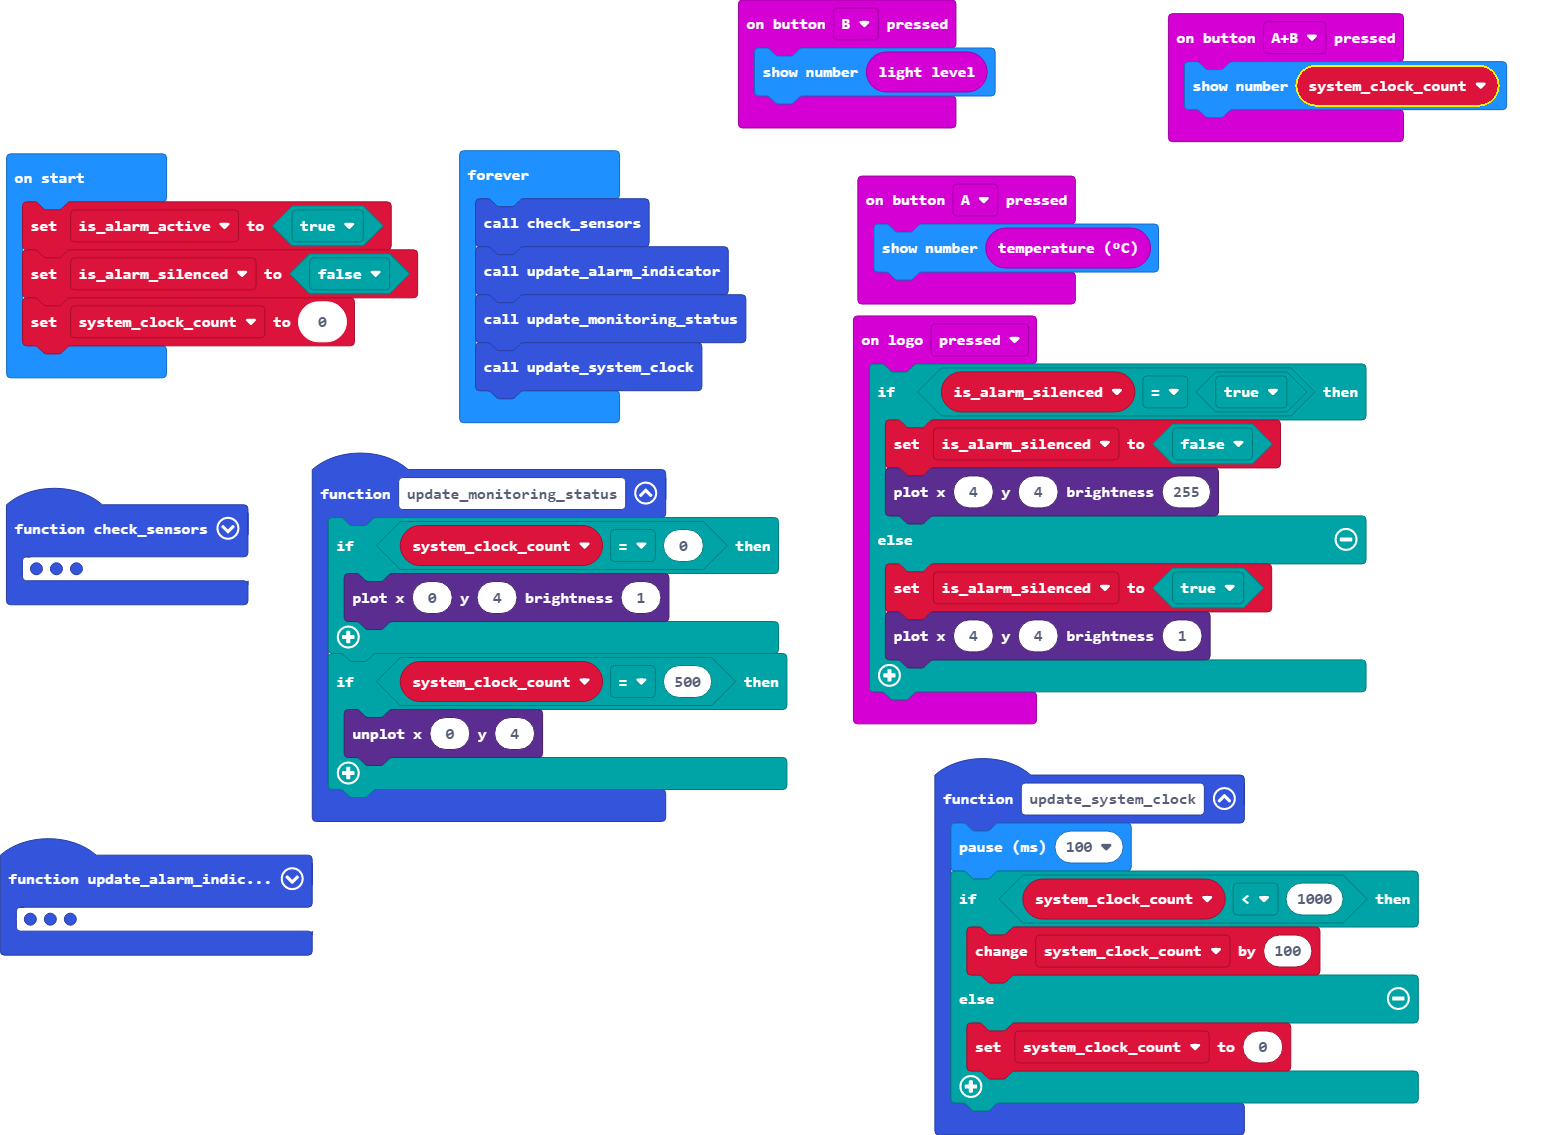 on button B pressed
show number light level
on button A+B pressed
show number system_clock_count
on start
set is_alarm_active to true
set is_alarm_silenced to false
set system_clock_count to 0
forever
call check_sensors
call update_alarm_indicator
call update_monitoring_status
call update_system_clock
on button A pressed
show number temperature (ºC)
on logo pressed
if is_alarm_silenced = true then
set is_alarm_silenced to false
plot x 4 y 4 brightness 255
else
set is_alarm_silenced to true
plot x 4 y 4 brightness 1
function check_sensors
function update_monitoring_status
if system_clock_count = 0 then
plot x 0 y 4 brightness 1
if system_clock_count = 500 then
unplot x 0 y 4
function update_alarm_indic...
function update_system_clock
pause (ms) 100
if system_clock_count < 1000 then
change system_clock_count by 100
else
set system_clock_count to 0